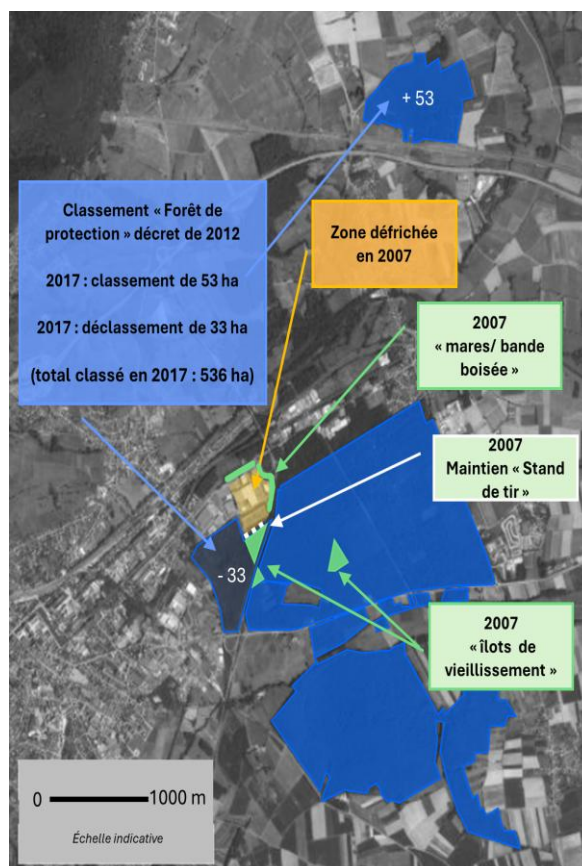 + 53
Classement « Forêt de
protection » décret de 2012
2017 : classement de 53 ha
2017 : déclassement de 33 ha
(total classé en 2017 : 536 ha)
Zone défrichée
en 2007
2007
« mares/ bande
boisée »
2007
Maintien « Stand
de tir »
- 33
2007
« îlots de
vieillissement »
0 1000 m
Échelle indicative